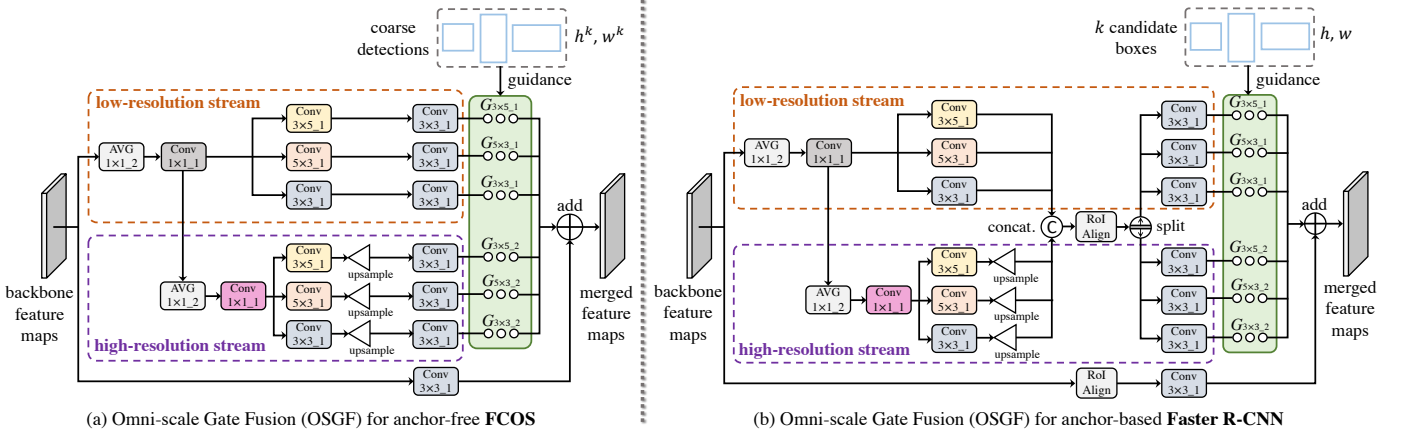 coarse
detections
h^k, w^k
guidance
low-resolution stream
Conv
3×5_1
Conv
3×3_1
G3×5_1
AVG
1×1_2
Conv
1×1_1
Conv
5×3_1
Conv
3×3_1
G5×3_1
Conv
3×3_1
Conv
3×3_1
G3×3_1
add
backbone
feature
maps
Conv
3×5_1
upsample
Conv
3×3_1
G3×5_2
AVG
1×1_2
Conv
1×1_1
Conv
5×3_1
upsample
Conv
3×3_1
G5×3_2
Conv
3×3_1
upsample
Conv
3×3_1
G3×3_2
merged
feature
maps
high-resolution stream
Conv
3×3_1
(a) Omni-scale Gate Fusion (OSGF) for anchor-free FCOS
k candidate
boxes
h, w
guidance
low-resolution stream
Conv
3×5_1
Conv
3×3_1
G3×5_1
AVG
1×1_2
Conv
1×1_1
Conv
5×3_1
Conv
3×3_1
G5×3_1
Conv
3×3_1
Conv
3×3_1
G3×3_1
concat.
C
RoI
Align
split
add
backbone
feature
maps
Conv
3×5_1
upsample
Conv
3×3_1
G3×5_2
AVG
1×1_2
Conv
1×1_1
Conv
5×3_1
upsample
Conv
3×3_1
G5×3_2
Conv
3×3_1
upsample
Conv
3×3_1
G3×3_2
merged
feature
maps
high-resolution stream
RoI
Align
Conv
3×3_1
(b) Omni-scale Gate Fusion (OSGF) for anchor-based Faster R-CNN